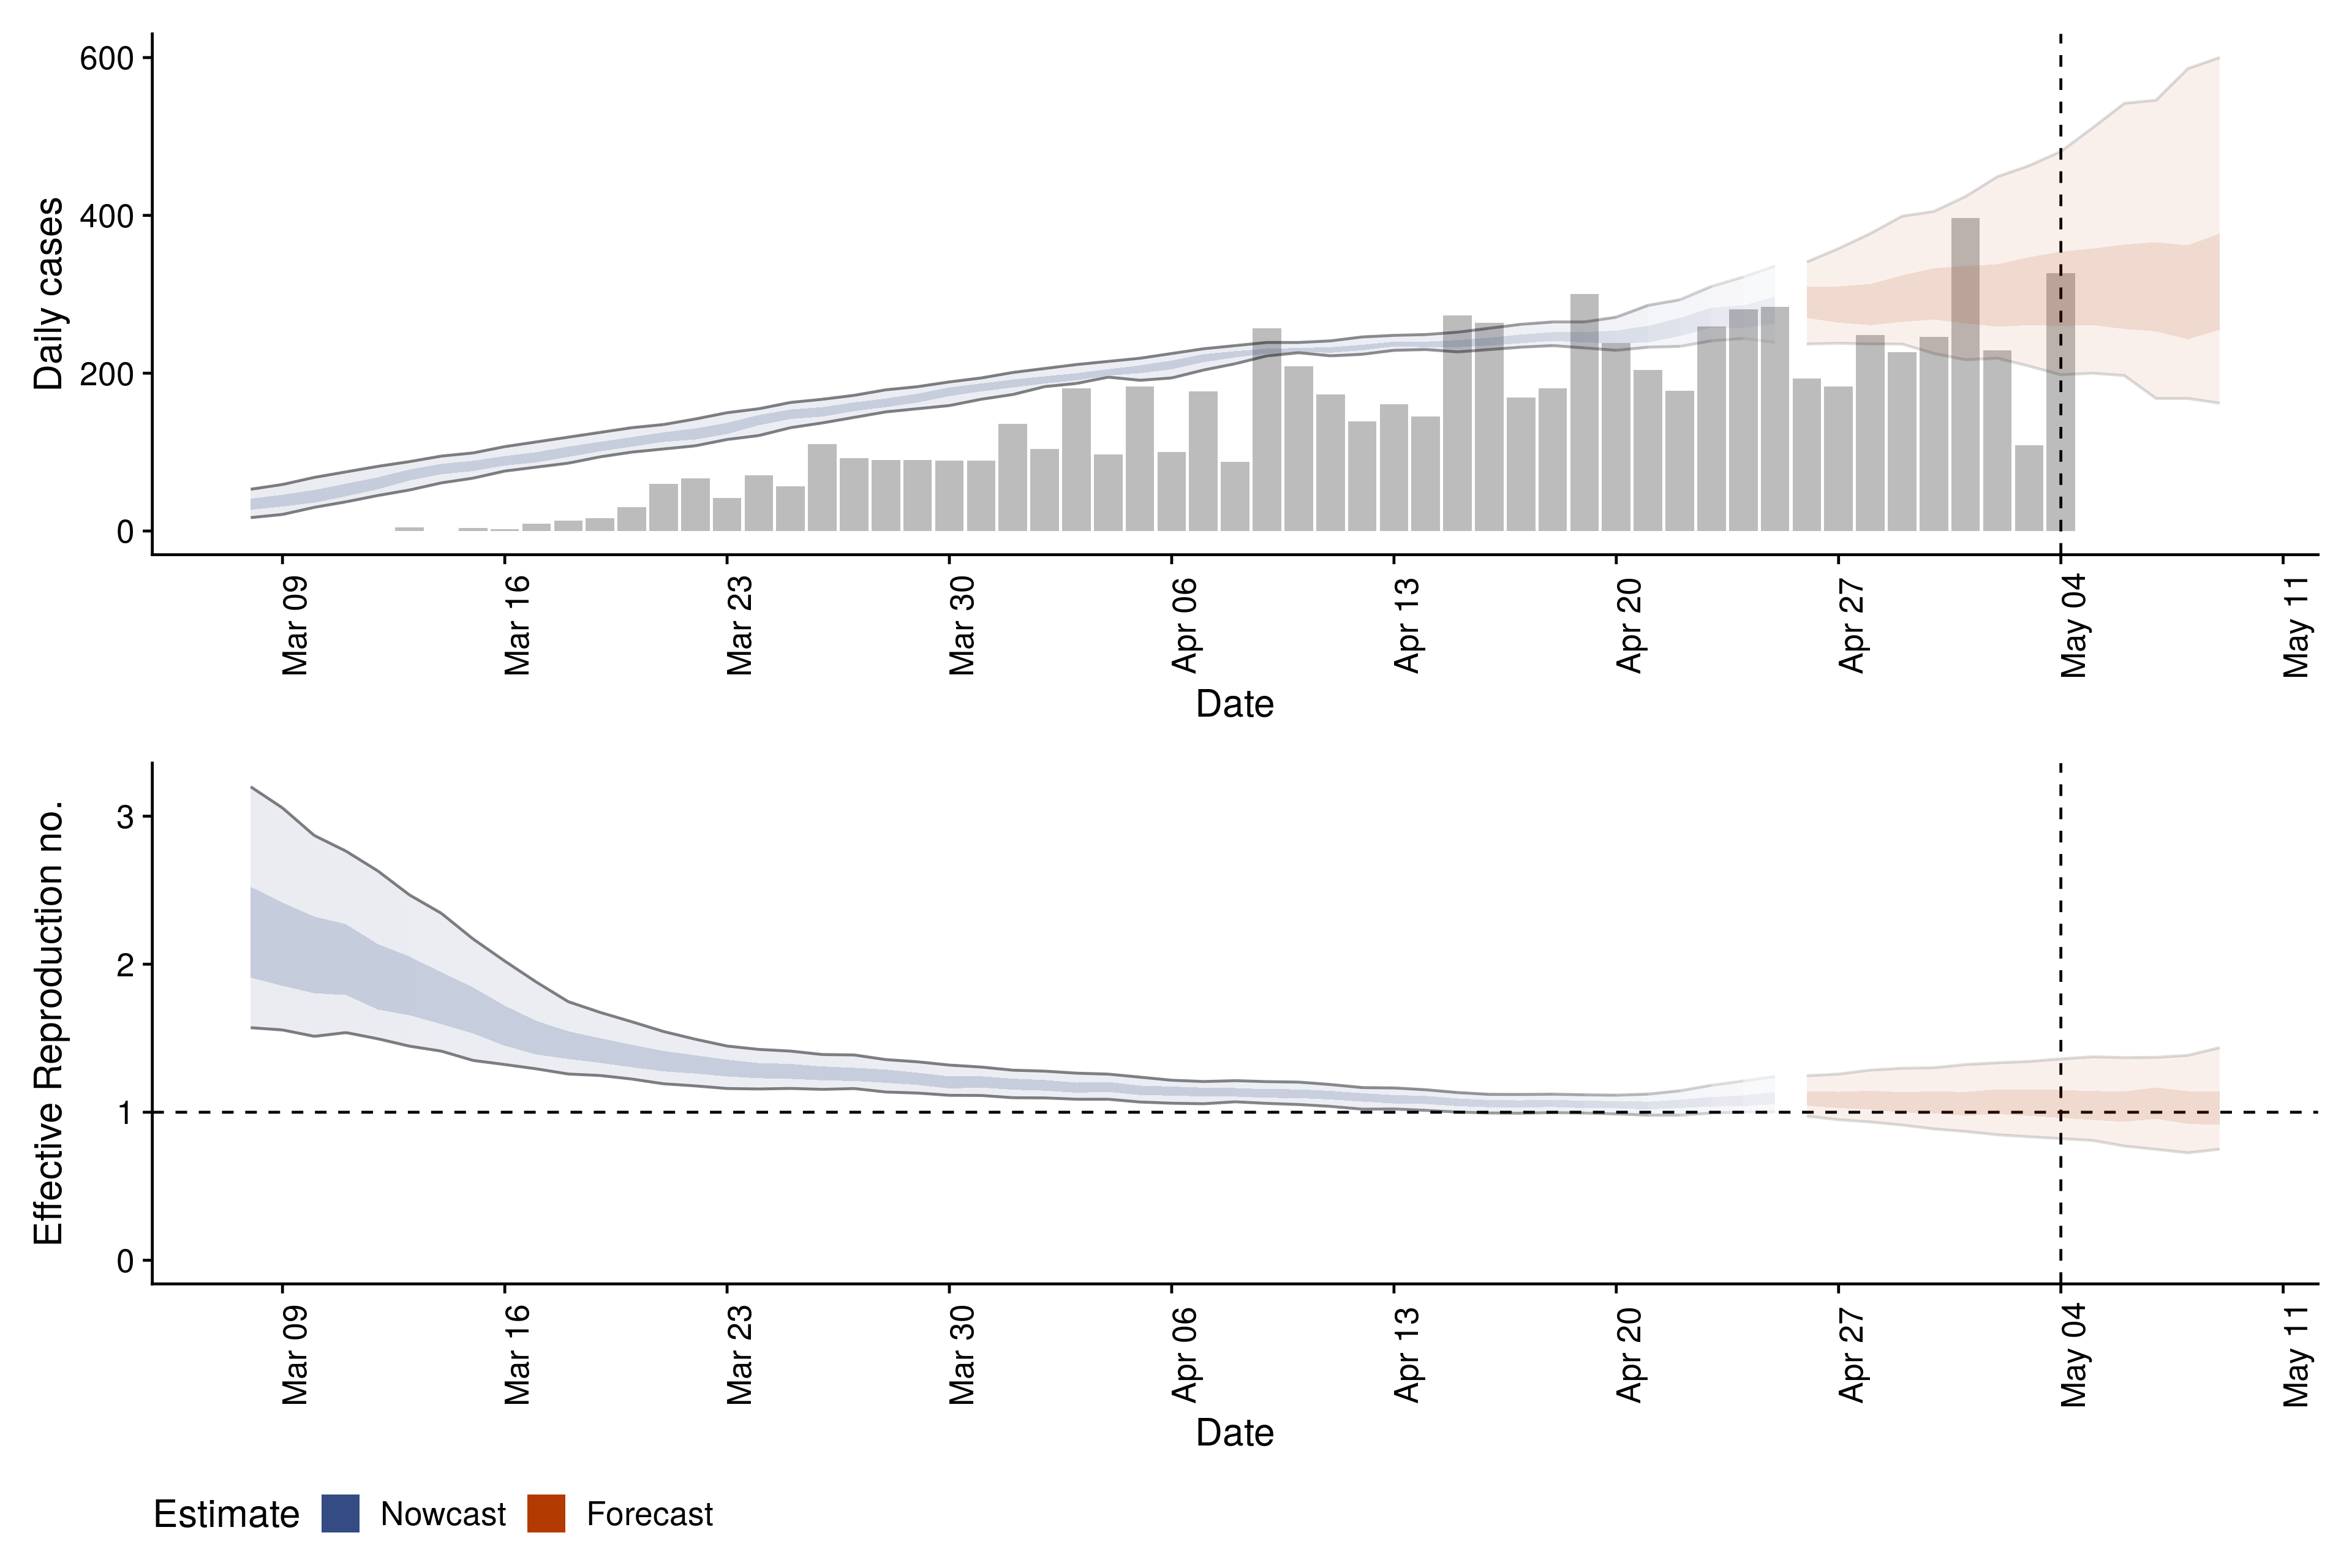 600
400
200
0
Daily cases
Mar 09
Mar 16
Mar 23
Mar 30
Apr 06
Apr 13
Apr 20
Apr 27
May 04
May 11
Date
3
2
1
0
Effective Reproduction no.
Mar 09
Mar 16
Mar 23
Mar 30
Apr 06
Apr 13
Apr 20
Apr 27
May 04
May 11
Date
Estimate Nowcast Forecast